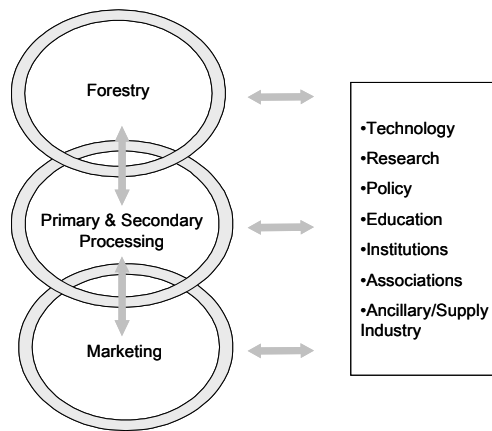 Forestry
Primary & Secondary
Processing
Marketing
•Technology
•Research
•Policy
•Education
•Institutions
•Associations
•Ancillary/Supply
Industry